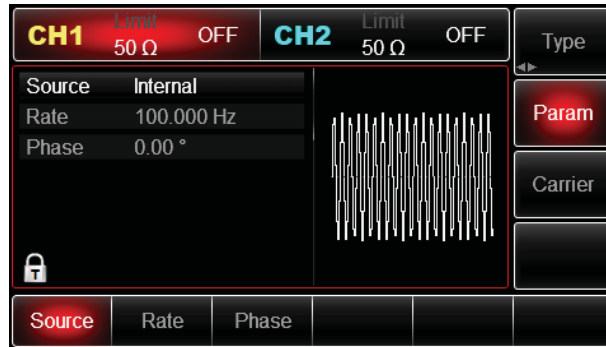 CH1 Limit 50 Ω OFF CH2 Limit 50 Ω OFF Type
Source Internal
Rate 100.000 Hz
Phase 0.00 °
Param
Carrier
T
Source Rate Phase